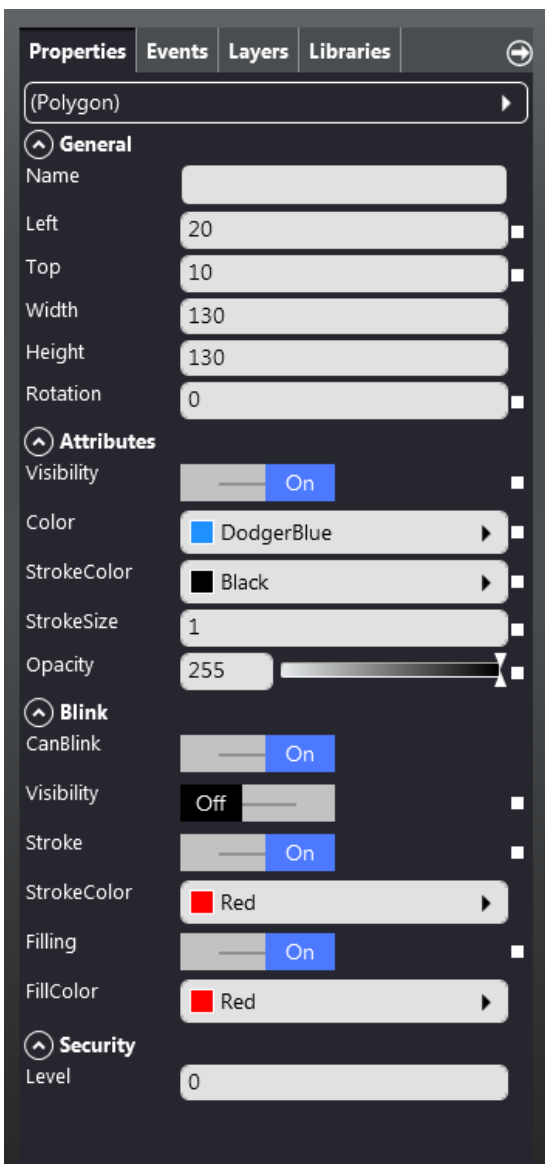 Properties Events Layers Libraries
(Polygon)
General
Name
Left 20
Top 10
Width 130
Height 130
Rotation 0
Attributes
Visibility On
Color DodgerBlue
StrokeColor Black
StrokeSize 1
Opacity 255
Blink
CanBlink On
Visibility Off
Stroke On
StrokeColor Red
Filling On
FillColor Red
Security
Level 0